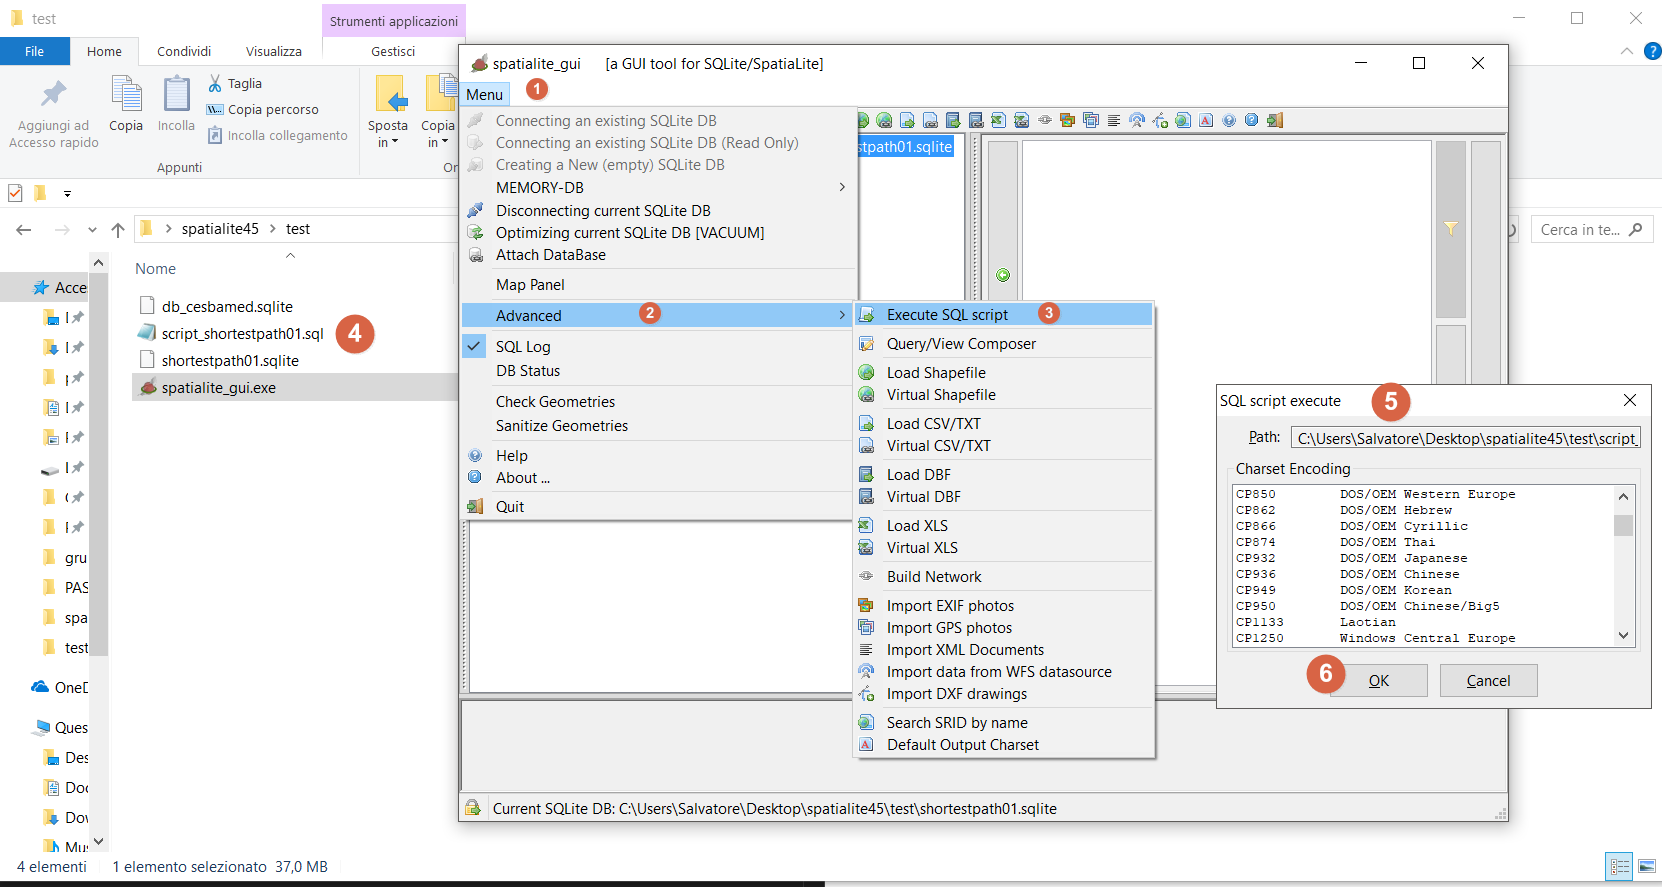 test
Strumenti applicazioni
File
Home
Condividi
Visualizza
Gestisci
Aggiungi ad
Accesso rapido
Copia
Incolla
Taglia
Copia percorso
Incolla collegamento
Sposta
in
Copia
in
Appunti
Or
spatialite45
test
Cerca in te...
Nome
db_cesbamed.sqlite
script_shortestpath01.sql
4
shortestpath01.sqlite
spatialite_gui.exe
Acce
gru
PAS
spa
test
OneD
Ques
Des
Doc
Dov
Mus
4 elementi
1 elemento selezionato 37,0 MB
spatialite_gui [a GUI tool for SQLite/SpatiaLite]
Menu
1
Connecting an existing SQLite DB
Connecting an existing SQLite DB (Read Only)
Creating a New (empty) SQLite DB
MEMORY-DB
Disconnecting current SQLite DB
Optimizing current SQLite DB [VACUUM]
Attach DataBase
Map Panel
Advanced
2
SQL Log
DB Status
Check Geometries
Sanitize Geometries
Help
About ...
Quit
stpath01.sqlite
Execute SQL script
3
Query/View Composer
Load Shapefile
Virtual Shapefile
Load CSV/TXT
Virtual CSV/TXT
Load DBF
Virtual DBF
Load XLS
Virtual XLS
Build Network
Import EXIF photos
Import GPS photos
Import XML Documents
Import data from WFS datasource
Import DXF drawings
Search SRID by name
Default Output Charset
SQL script execute
5
Path: C:\Users\Salvatore\Desktop\spatialite45\test\script_
Charset Encoding
CP850 DOS/OEM Western Europe
CP862 DOS/OEM Hebrew
CP866 DOS/OEM Cyrillic
CP874 DOS/OEM Thai
CP932 DOS/OEM Japanese
CP936 DOS/OEM Chinese
CP949 DOS/OEM Korean
CP950 DOS/OEM Chinese/Big5
CP1133 Laotian
CP1250 Windows Central Europe
6
OK
Cancel
Current SQLite DB: C:\Users\Salvatore\Desktop\spatialite45\test\shortestpath01.sqlite